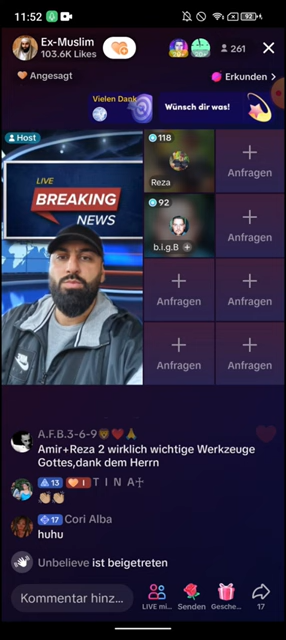 11:52
92
Ex-Muslim
103.6K Likes
261
Angesagt
Erkunden >
Vielen Dank
Wünsch dir was!
Host
LIVE
BREAKING
NEWS
118
Reza
Anfragen
92
b.i.g.B
Anfragen
Anfragen
Anfragen
Anfragen
Anfragen
A.F.B.3-6-9🦁❤️🙏
Amir+Reza 2 wirklich wichtige Werkzeuge
Gottes,dank dem Herrn
13 I T I N A☥
👏🏼👏🏼
17 Cori Alba
huhu
Unbelieve ist beigetreten
Kommentar hinz...
LIVE mi...
Senden
Gesche...
17